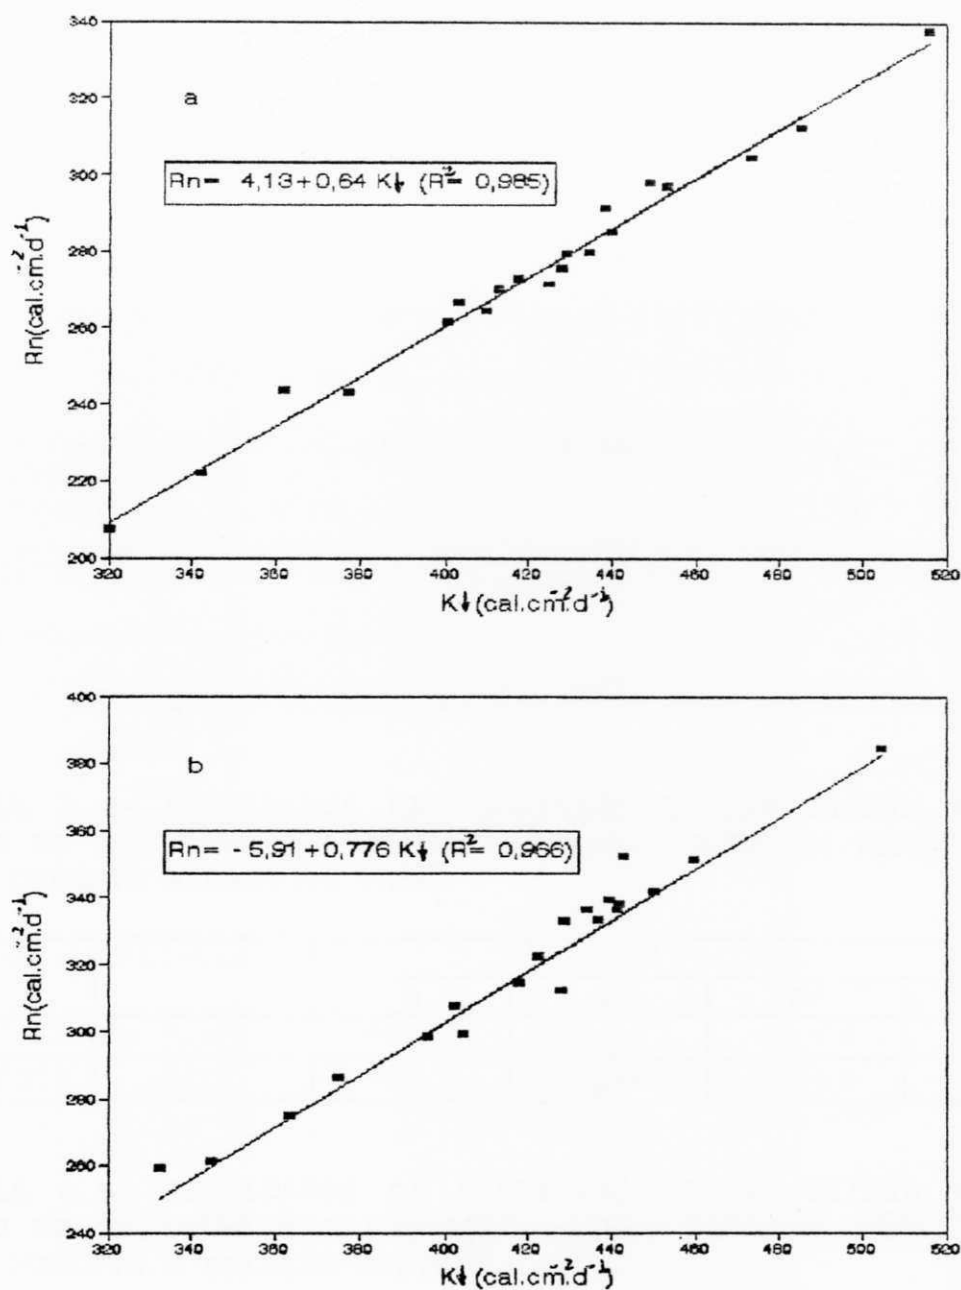 340
320
300
280
260
240
220
200
a
Rn= 4,13+0,64 K↓ (R²= 0,985)
Rn(cal.cm⁻².d⁻¹)
320 340 360 380 400 420 440 460 480 500 520
K↓(cal.cm⁻².d⁻¹)
400
380
360
340
320
300
280
260
240
b
Rn= -5,91+0,776 K↓ (R²= 0,966)
Rn(cal.cm⁻².d⁻¹)
320 340 360 380 400 420 440 460 480 500 520
K↓(cal.cm⁻².d⁻¹)